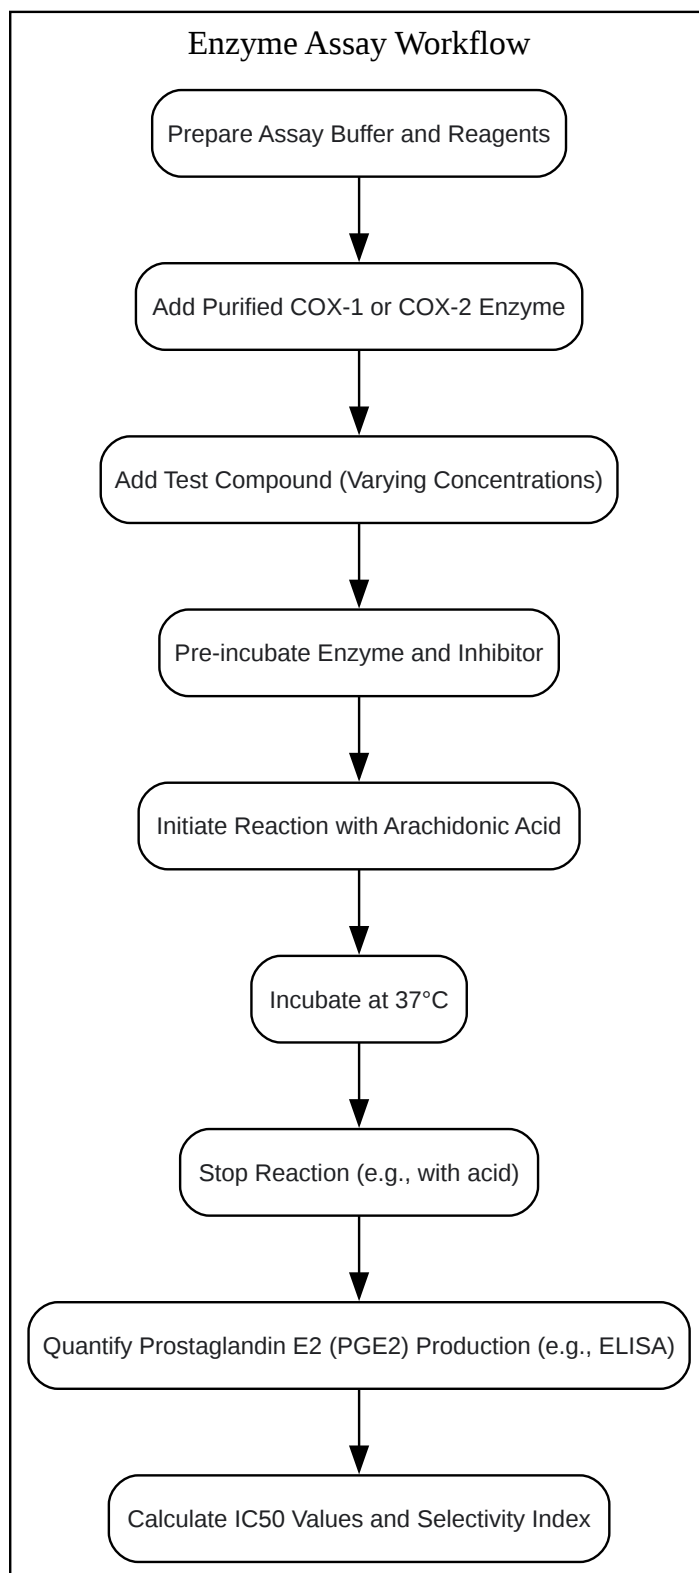 Enzyme Assay Workflow
Prepare Assay Buffer and Reagents
Add Purified COX-1 or COX-2 Enzyme
Add Test Compound (Varying Concentrations)
Pre-incubate Enzyme and Inhibitor
Initiate Reaction with Arachidonic Acid
Incubate at 37°C
Stop Reaction (e.g., with acid)
Quantify Prostaglandin E2 (PGE2) Production (e.g., ELISA)
Calculate IC50 Values and Selectivity Index